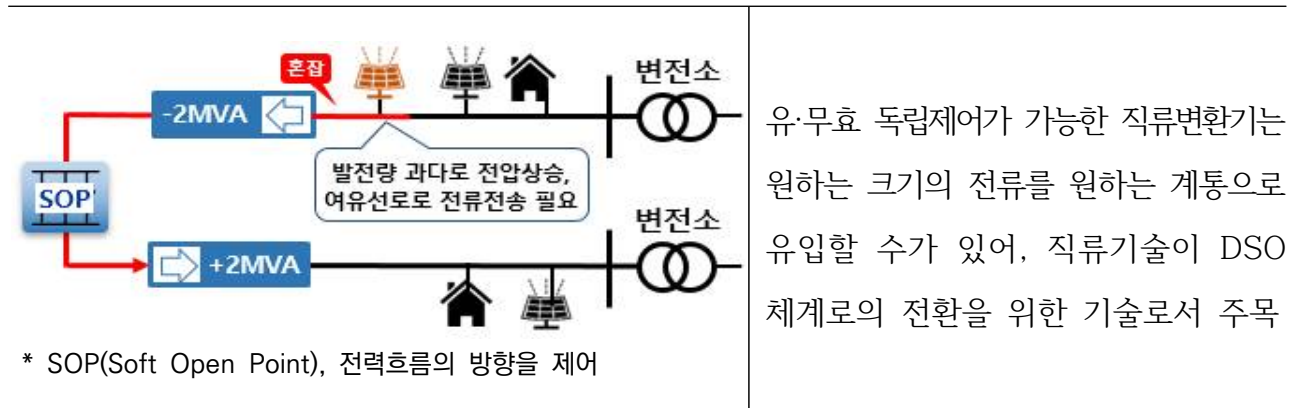 혼잡
변전소
-2MVA
발전량 과다로 전압상승,
여유선로로 전류전송 필요
SOP
변전소
+2MVA
* SOP(Soft Open Point), 전력흐름의 방향을 제어
유·무효 독립제어가 가능한 직류변환기는
원하는 크기의 전류를 원하는 계통으로
유입할 수가 있어, 직류기술이 DSO
체계로의 전환을 위한 기술로서 주목